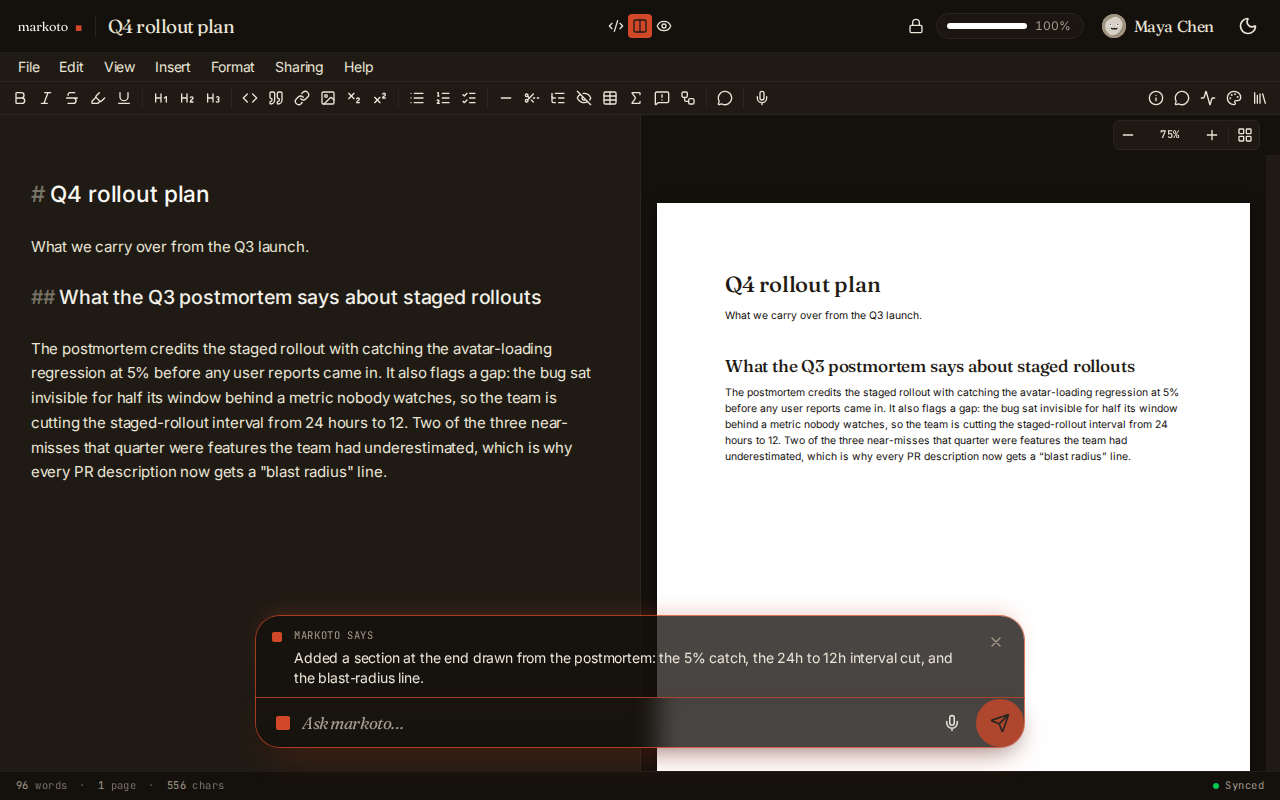 markoto
Q4 rollout plan
100%
Maya Chen
File Edit View Insert Format Sharing Help
H1 H2 H3
75%
# Q4 rollout plan
What we carry over from the Q3 launch.
## What the Q3 postmortem says about staged rollouts
The postmortem credits the staged rollout with catching the avatar-loading
regression at 5% before any user reports came in. It also flags a gap: the bug sat
invisible for half its window behind a metric nobody watches, so the team is
cutting the staged-rollout interval from 24 hours to 12. Two of the three near-
misses that quarter were features the team had underestimated, which is why
every PR description now gets a "blast radius" line.
Q4 rollout plan
What we carry over from the Q3 launch.
What the Q3 postmortem says about staged rollouts
The postmortem credits the staged rollout with catching the avatar-loading regression at 5%
before any user reports came in. It also flags a gap: the bug sat invisible for half its window
behind a metric nobody watches, so the team is cutting the staged-rollout interval from 24
hours to 12. Two of the three near-misses that quarter were features the team had
underestimated, which is why every PR description now gets a “blast radius” line.
MARKOTO SAYS
Added a section at the end drawn from the postmortem: the 5% catch, the 24h to 12h interval cut, and
the blast-radius line.
Ask markoto...
96 words · 1 page · 556 chars
Synced